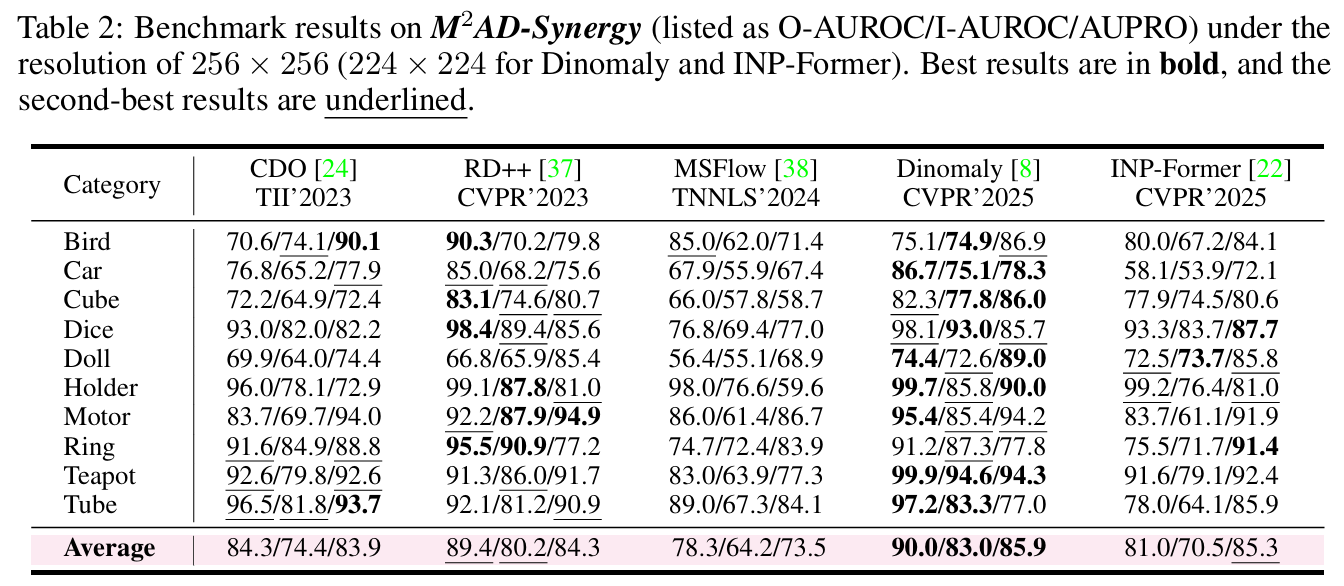 Table 2: Benchmark results on M²AD-Synergy (listed as O-AUROC/I-AUROC/AUPRO) under the
resolution of 256 × 256 (224 × 224 for Dinomaly and INP-Former). Best results are in bold, and the
second-best results are underlined.
Category CDO [24] RD++ [37] MSFlow [38] Dinomaly [8] INP-Former [22]
TII'2023 CVPR'2023 TNNLS'2024 CVPR'2025 CVPR'2025
Bird 70.6/74.1/90.1 90.3/70.2/79.8 85.0/62.0/71.4 75.1/74.9/86.9 80.0/67.2/84.1
Car 76.8/65.2/77.9 85.0/68.2/75.6 67.9/55.9/67.4 86.7/75.1/78.3 58.1/53.9/72.1
Cube 72.2/64.9/72.4 83.1/74.6/80.7 66.0/57.8/58.7 82.3/77.8/86.0 77.9/74.5/80.6
Dice 93.0/82.0/82.2 98.4/89.4/85.6 76.8/69.4/77.0 98.1/93.0/85.7 93.3/83.7/87.7
Doll 69.9/64.0/74.4 66.8/65.9/85.4 56.4/55.1/68.9 74.4/72.6/89.0 72.5/73.7/85.8
Holder 96.0/78.1/72.9 99.1/87.8/81.0 98.0/76.6/59.6 99.7/85.8/90.0 99.2/76.4/81.0
Motor 83.7/69.7/94.0 92.2/87.9/94.9 86.0/61.4/86.7 95.4/85.4/94.2 83.7/61.1/91.9
Ring 91.6/84.9/88.8 95.5/90.9/77.2 74.7/72.4/83.9 91.2/87.3/77.8 75.5/71.7/91.4
Teapot 92.6/79.8/92.6 91.3/86.0/91.7 83.0/63.9/77.3 99.9/94.6/94.3 91.6/79.1/92.4
Tube 96.5/81.8/93.7 92.1/81.2/90.9 89.0/67.3/84.1 97.2/83.3/77.0 78.0/64.1/85.9
Average 84.3/74.4/83.9 89.4/80.2/84.3 78.3/64.2/73.5 90.0/83.0/85.9 81.0/70.5/85.3